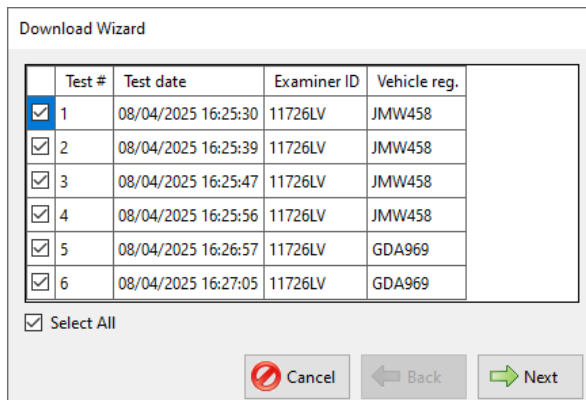 Download Wizard
Test # Test date Examiner ID Vehicle reg.
1 08/04/2025 16:25:30 11726LV JMW458
2 08/04/2025 16:25:39 11726LV JMW458
3 08/04/2025 16:25:47 11726LV JMW458
4 08/04/2025 16:25:56 11726LV JMW458
5 08/04/2025 16:26:57 11726LV GDA969
6 08/04/2025 16:27:05 11726LV GDA969
Select All
Cancel Back Next